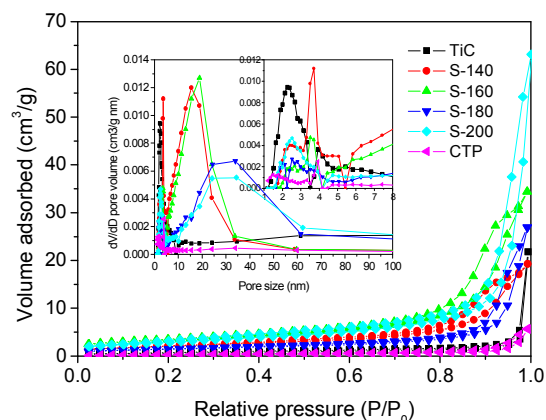 70
60
50
40
30
20
10
0
Volume adsorbed (cm³/g)
0.0 0.2 0.4 0.6 0.8 1.0
Relative pressure (P/P₀)
TiC
S-140
S-160
S-180
S-200
CTP
0.014
0.012
0.010
0.008
0.006
0.004
0.002
0.000
dV/dD pore volume (cm3/g nm)
0 10 20 30 40 50 60 70 80 90 100
Pore size (nm)
0.012
0.010
0.008
0.006
0.004
0.002
0.000
1 2 3 4 5 6 7 8